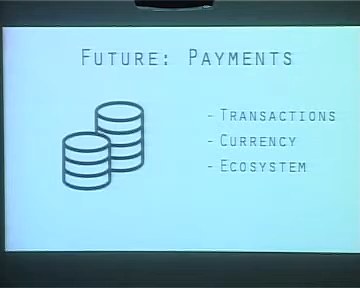 Future: Payments
- Transactions
- Currency
- Ecosystem